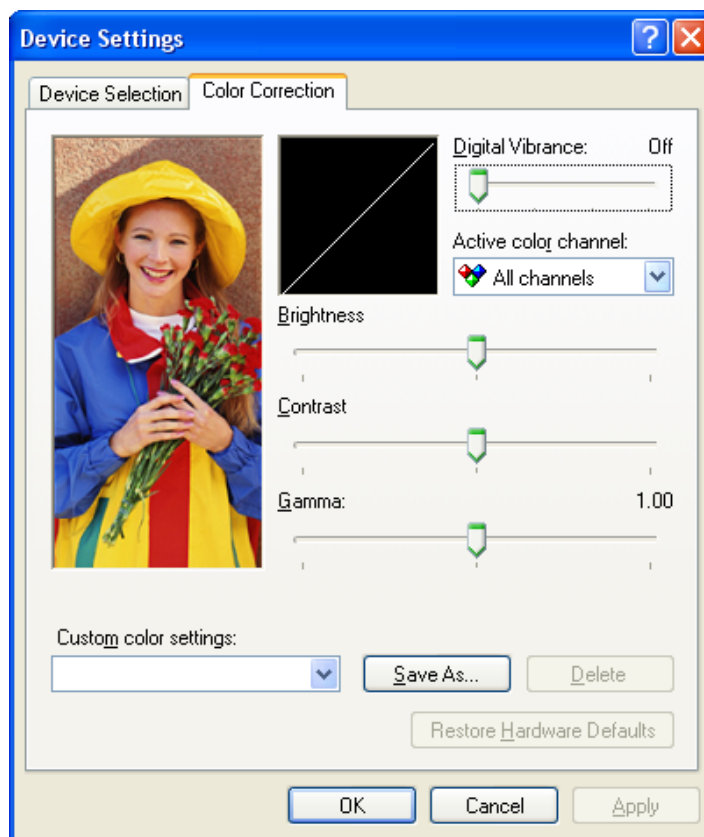 Device Settings
Device Selection
Color Correction
Digital Vibrance: Off
Active color channel:
All channels
Brightness
Contrast
Gamma: 1.00
Custom color settings:
Save As...
Delete
Restore Hardware Defaults
OK
Cancel
Apply